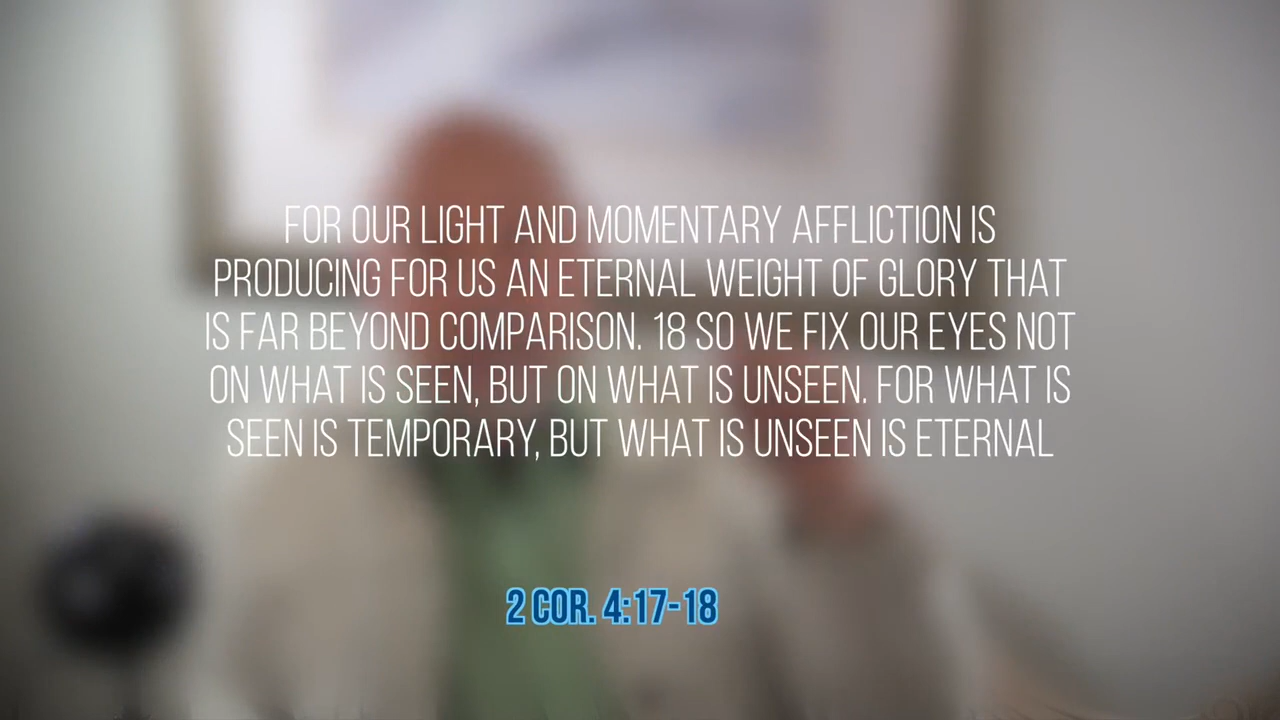 FOR OUR LIGHT AND MOMENTARY AFFLICTION IS
PRODUCING FOR US AN ETERNAL WEIGHT OF GLORY THAT
IS FAR BEYOND COMPARISON. 18 SO WE FIX OUR EYES NOT
ON WHAT IS SEEN, BUT ON WHAT IS UNSEEN. FOR WHAT IS
SEEN IS TEMPORARY, BUT WHAT IS UNSEEN IS ETERNAL
2 COR. 4:17-18